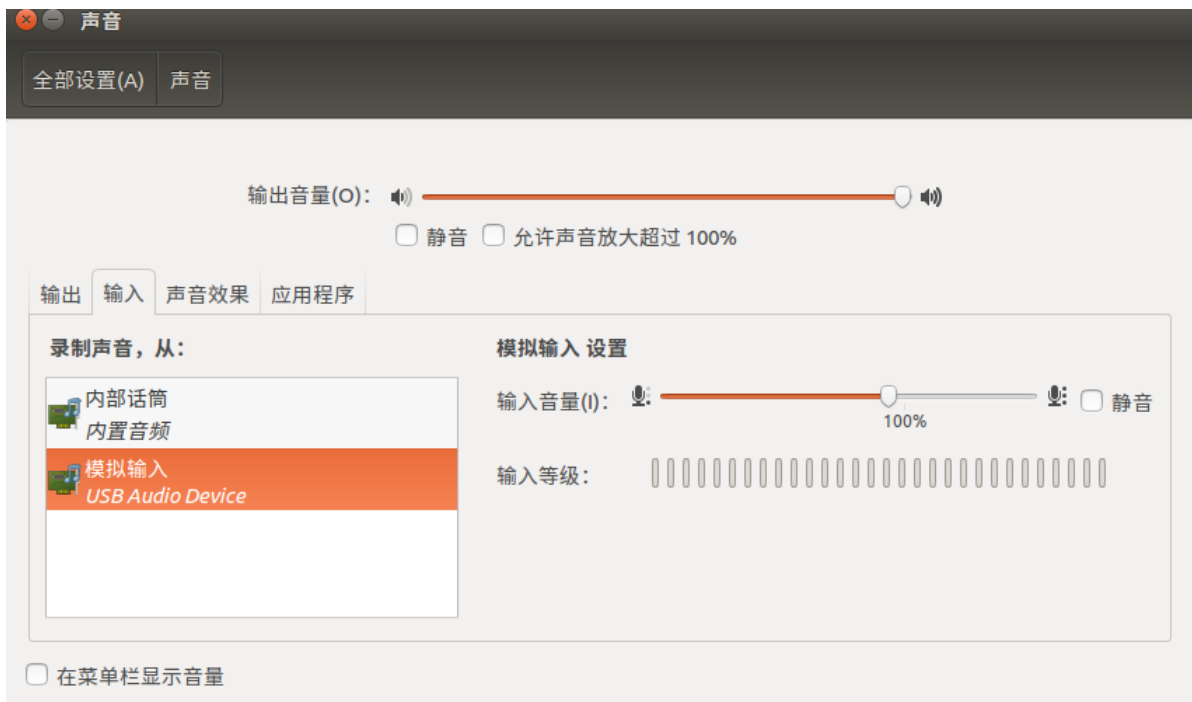 声音
全部设置(A) 声音
输出音量(O)：
静音 允许声音放大超过 100%
输出 输入 声音效果 应用程序
录制声音，从：
模拟输入 设置
内部话筒
内置音频
模拟输入
USB Audio Device
输入音量(I)：
100%
静音
输入等级：
在菜单栏显示音量